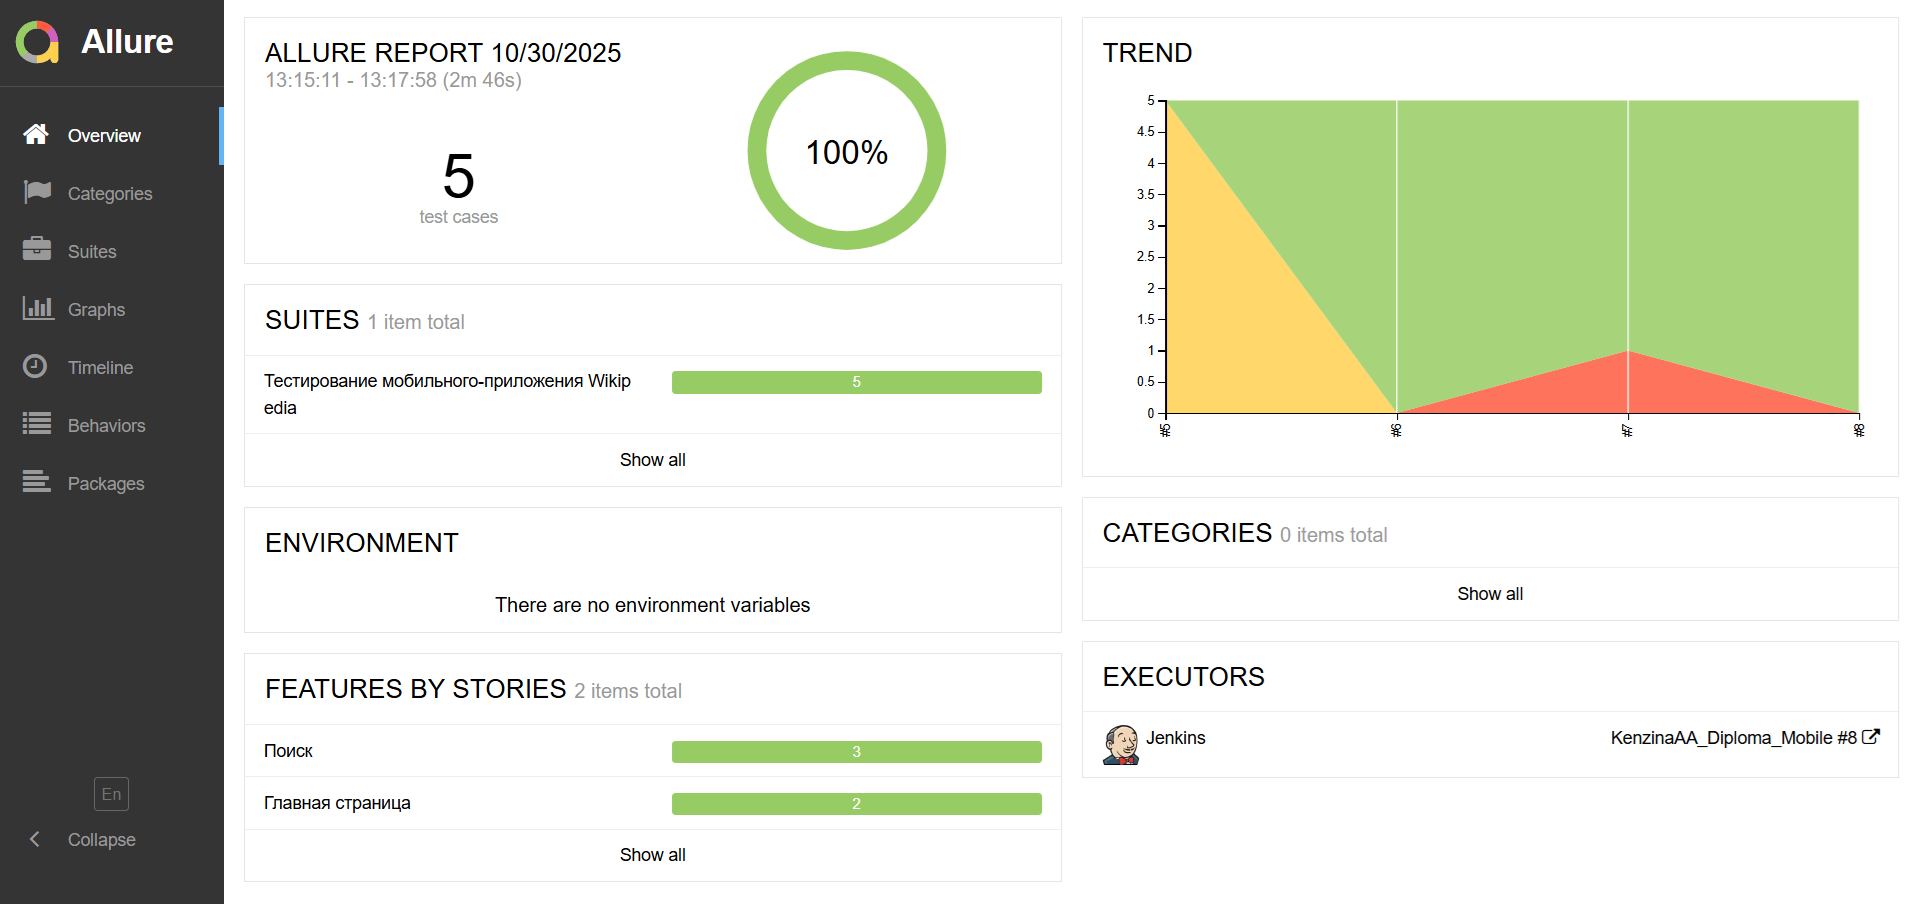 Allure
Overview
Categories
Suites
Graphs
Timeline
Behaviors
Packages
En
Collapse
ALLURE REPORT 10/30/2025
13:15:11 - 13:17:58 (2m 46s)
5
test cases
100%
SUITES 1 item total
Тестирование мобильного-приложения Wikip
edia
5
Show all
ENVIRONMENT
There are no environment variables
FEATURES BY STORIES 2 items total
Поиск
3
Главная страница
2
Show all
TREND
5
4.5
4
3.5
3
2.5
2
1.5
1
0.5
0
#5
#6
#7
#8
CATEGORIES 0 items total
Show all
EXECUTORS
Jenkins
KenzinaAA_Diploma_Mobile #8